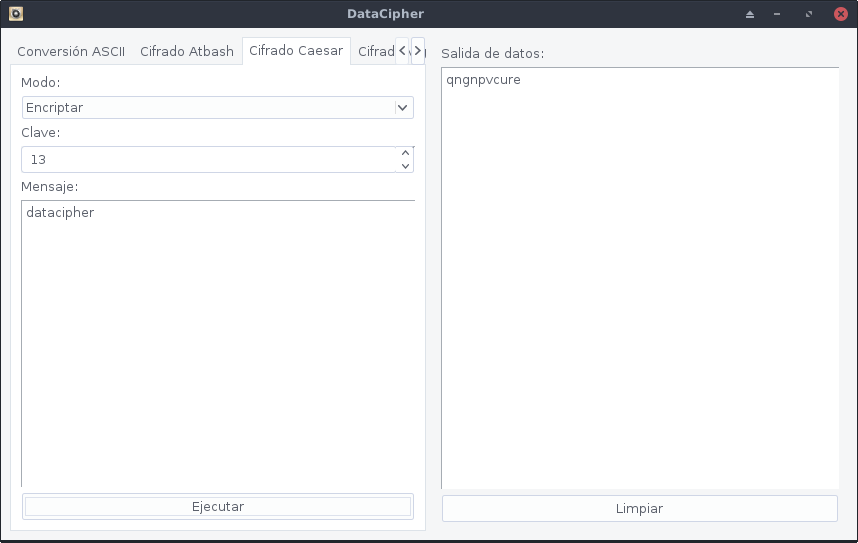 DataCipher
Conversión ASCII Cifrado Atbash Cifrado Caesar Cifrad
Modo:
Encriptar
Clave:
13
Mensaje:
datacipher
Ejecutar
Salida de datos:
qngnpvcure
Limpiar